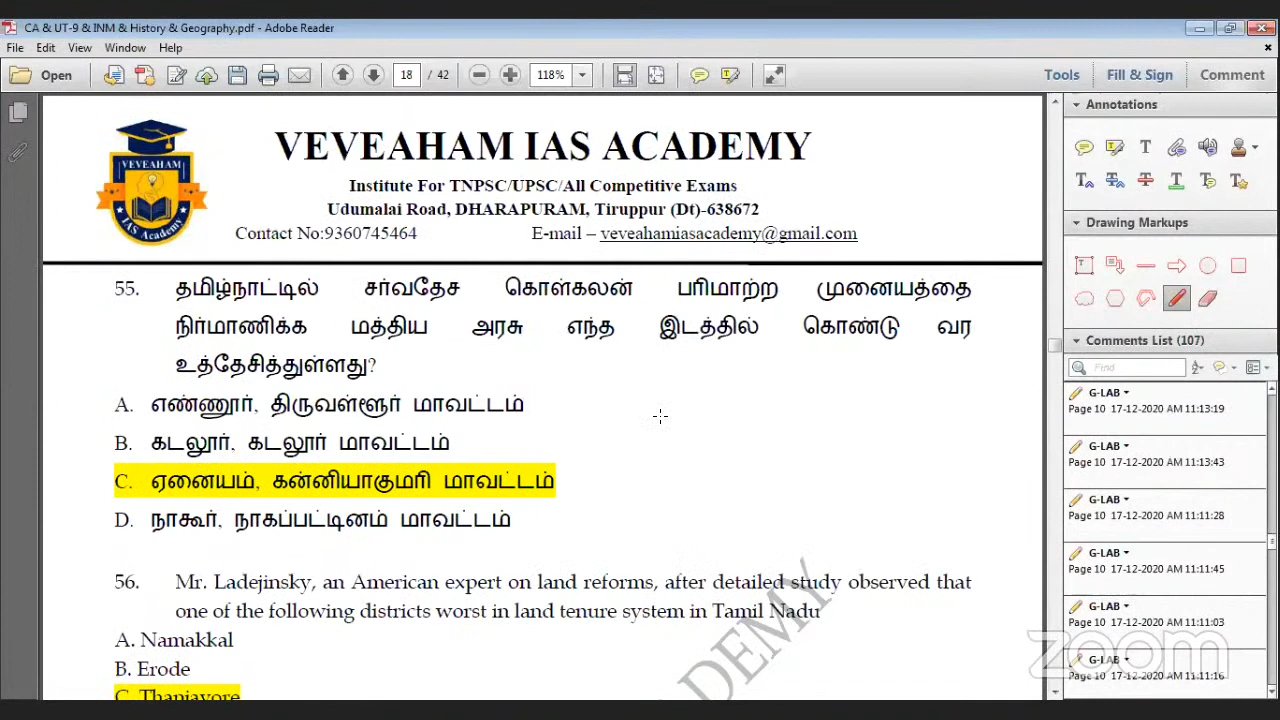 CA & UT-9 & INM & History & Geography.pdf - Adobe Reader
File Edit View Window Help
Open 18 / 42 118% Tools Fill & Sign Comment
VEVEAHAM
IAS Academy
VEVEAHAM IAS ACADEMY
Institute For TNPSC/UPSC/All Competitive Exams
Udumalai Road, DHARAPURAM, Tiruppur (Dt)-638672
Contact No:9360745464 E-mail – veveahamiasacademy@gmail.com
55. தமிழ்நாட்டில் சர்வதேச கொள்கலன் பரிமாற்ற முனையத்தை
நிர்மாணிக்க மத்திய அரசு எந்த இடத்தில் கொண்டு வர
உத்தேசித்துள்ளது?
A. எண்ணூர், திருவள்ளூர் மாவட்டம்
B. கடலூர், கடலூர் மாவட்டம்
C. ஏனையம், கன்னியாகுமரி மாவட்டம்
D. நாகூர், நாகப்பட்டினம் மாவட்டம்
56. Mr. Ladejinsky, an American expert on land reforms, after detailed study observed that
one of the following districts worst in land tenure system in Tamil Nadu
A. Namakkal
B. Erode
C. Thanjavore
DEMY
Annotations
Drawing Markups
Comments List (107)
Find
G-LAB
Page 10 17-12-2020 AM 11:13:19
G-LAB
Page 10 17-12-2020 AM 11:13:43
G-LAB
Page 10 17-12-2020 AM 11:11:28
G-LAB
Page 10 17-12-2020 AM 11:11:45
G-LAB
Page 10 17-12-2020 AM 11:11:03
G-LAB
Page 10 17-12-2020 AM 11:11:16
zoom